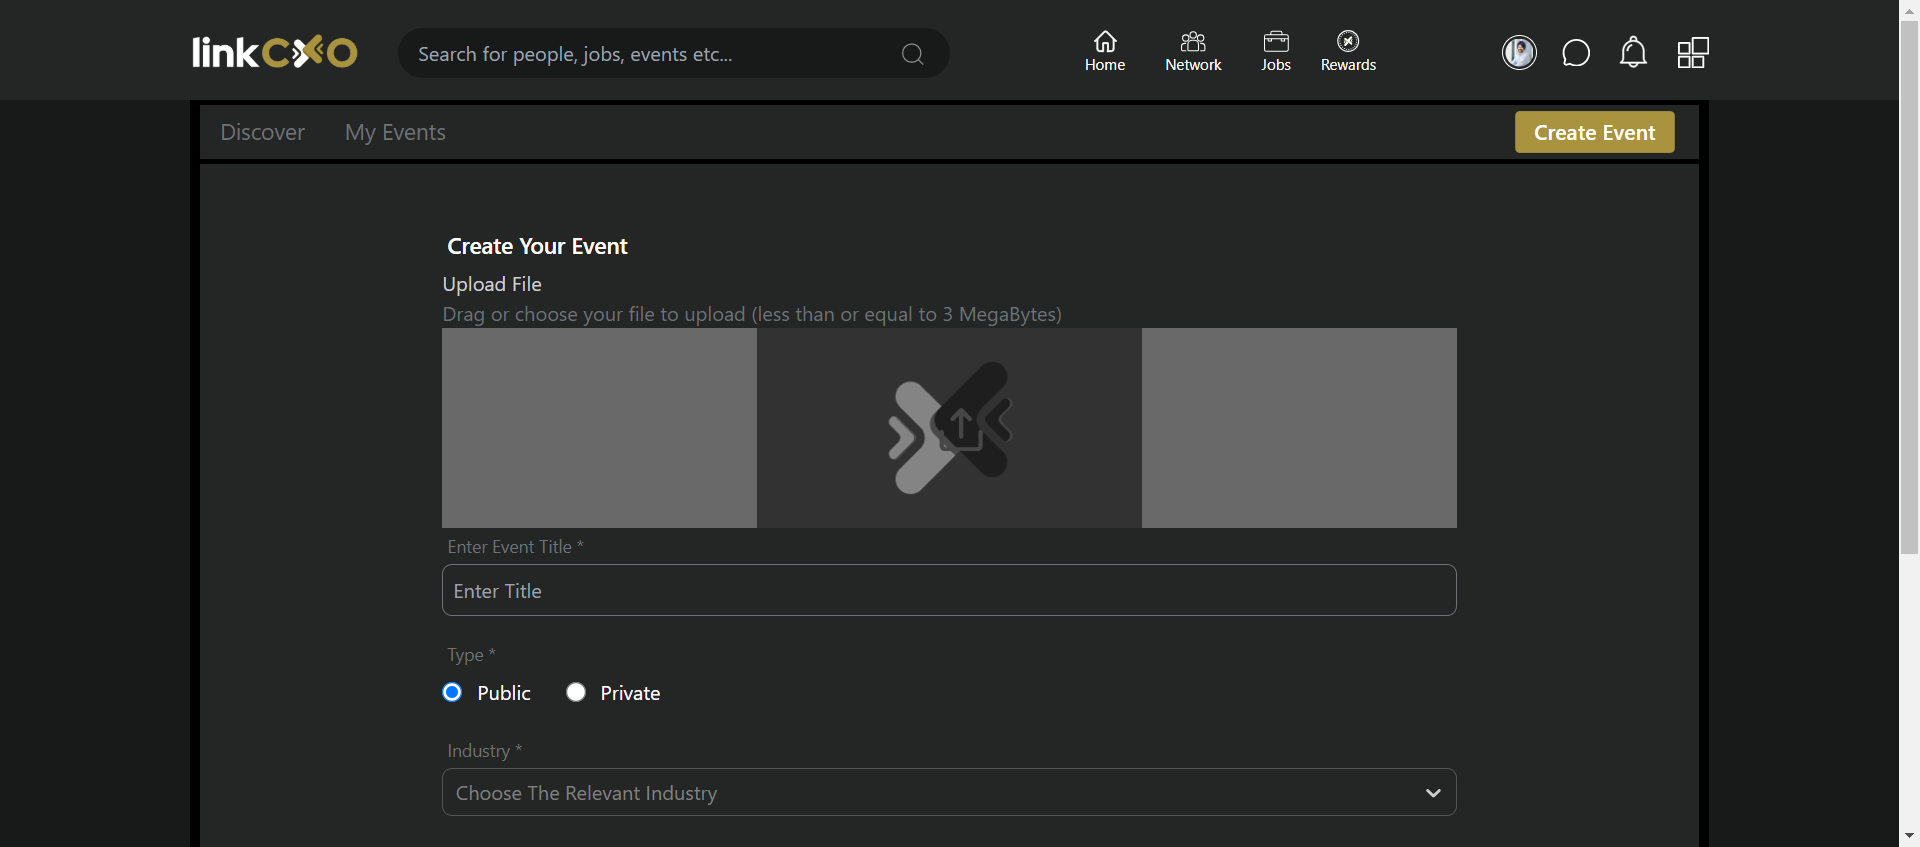 linkCXO
Search for people, jobs, events etc...
Home
Network
Jobs
Rewards
Discover
My Events
Create Event
Create Your Event
Upload File
Drag or choose your file to upload (less than or equal to 3 MegaBytes)
Enter Event Title *
Enter Title
Type *
Public
Private
Industry *
Choose The Relevant Industry